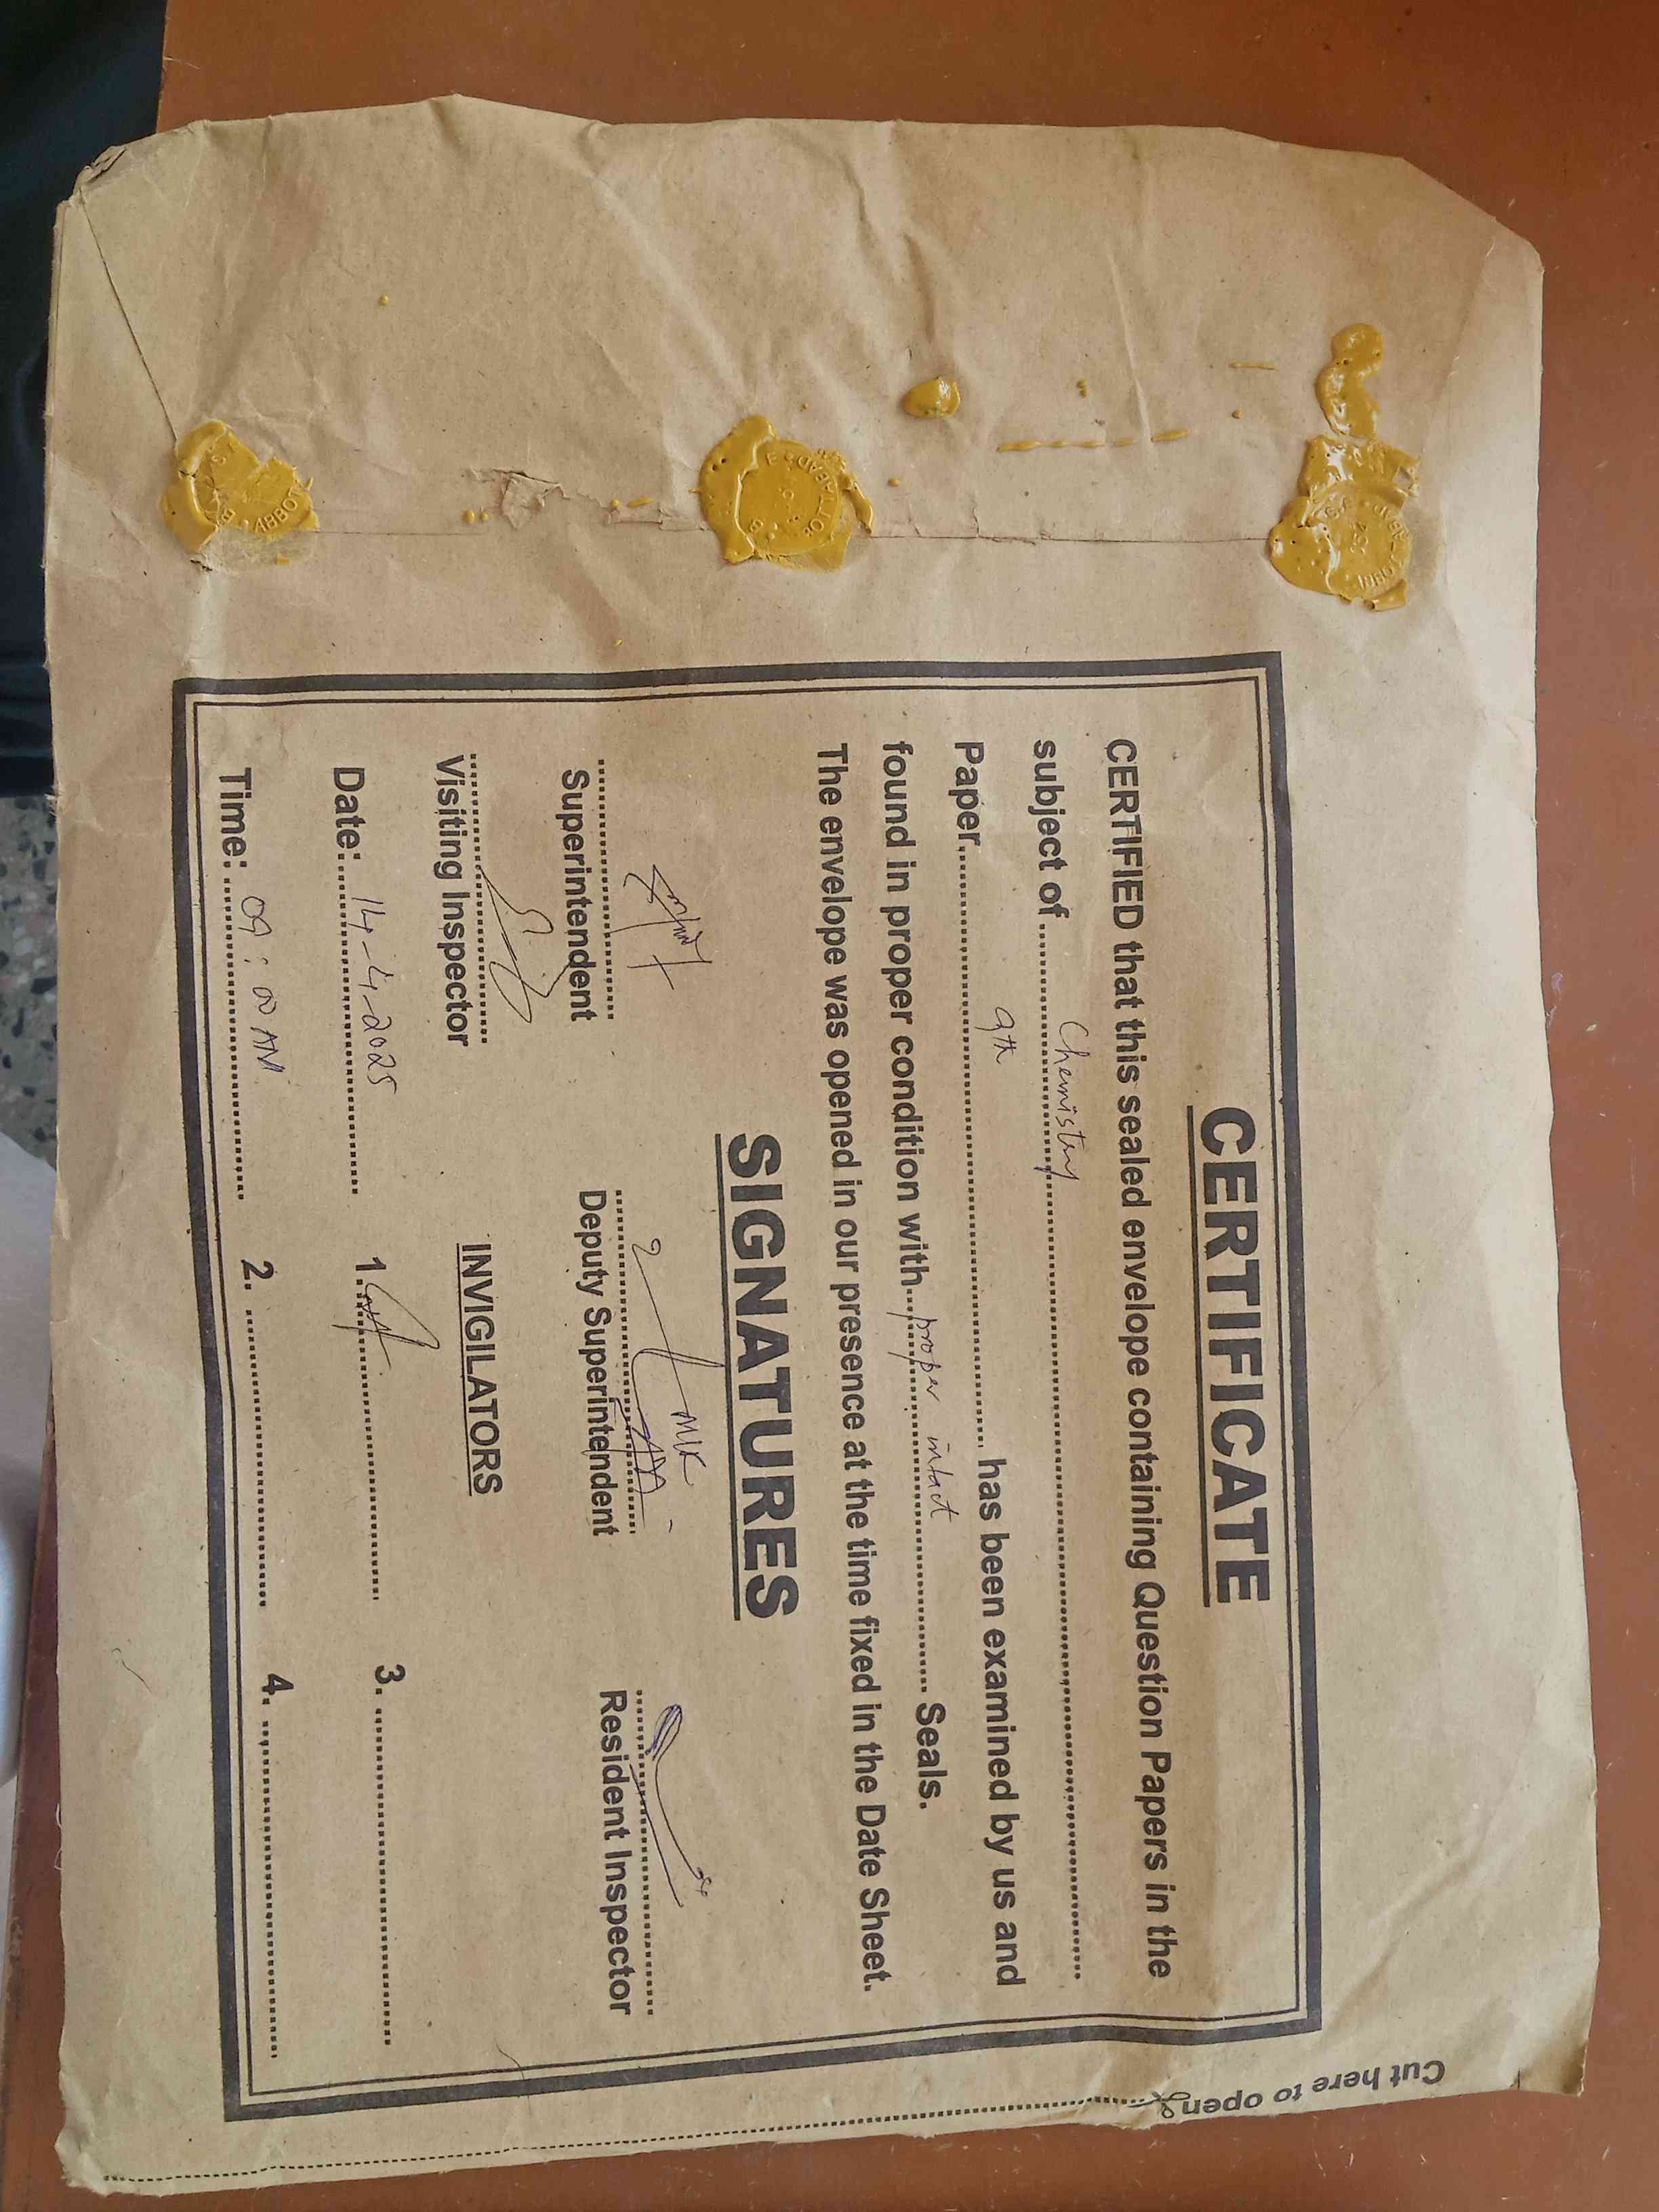 CERTIFICATE
CERTIFIED that this sealed envelope containing Question Papers in the
subject of ........ Chemistry ........
Paper ........ 9th ........ has been examined by us and
found in proper condition with ..... proper intact ..... Seals.
The envelope was opened in our presence at the time fixed in the Date Sheet.
SIGNATURES
MIK
Superintendent Deputy Superintendent Resident Inspector
Visiting Inspector
INVIGILATORS
Date: 14-4-2025 1. 3.
Time: 09:00 AM 2. 4.
Cut here to open